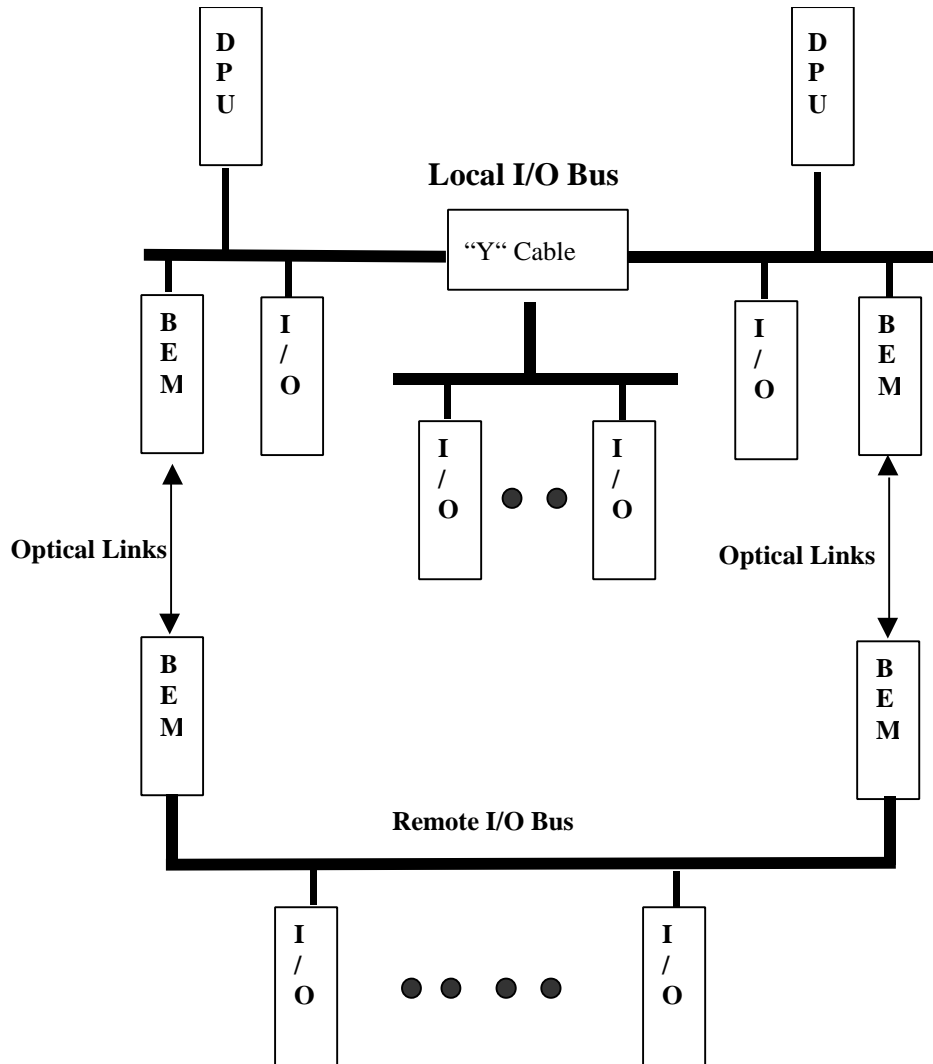 D
P
U
D
P
U
Local I/O Bus
“Y“ Cable
B
E
M
I
/
O
I
/
O
B
E
M
I
/
O
I
/
O
Optical Links
Optical Links
B
E
M
B
E
M
Remote I/O Bus
I
/
O
I
/
O